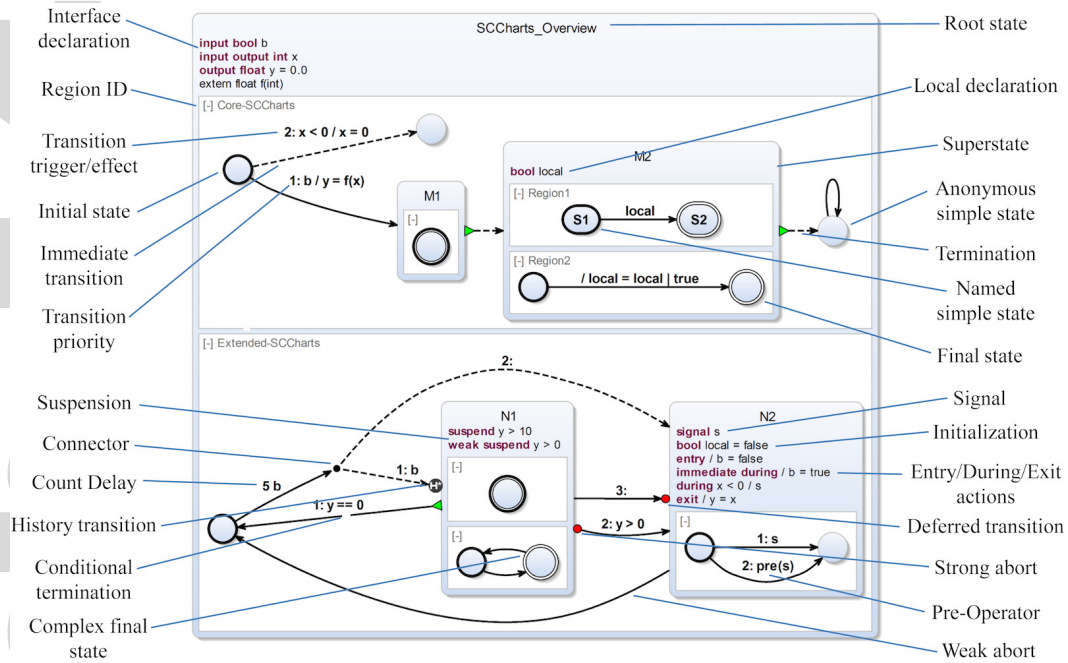 Interface
declaration
Region ID
Transition
trigger/effect
Initial state
Immediate
transition
Transition
priority
Suspension
Connector
Count Delay
History transition
Conditional
termination
Complex final
state
SCCharts_Overview
input bool b
input output int x
output float y = 0.0
extern float f(int)
[-] Core-SCCharts
2: x < 0 / x = 0
1: b / y = f(x)
M1
[-]
M2
bool local
[-] Region1
S1
local
S2
[-] Region2
/ local = local | true
[-] Extended-SCCharts
2:
5 b
1: b
H*
1: y == 0
N1
suspend y > 10
weak suspend y > 0
[-]
[-]
3:
2: y > 0
N2
signal s
bool local = false
entry / b = false
immediate during / b = true
during x < 0 / s
exit / y = x
[-]
1: s
2: pre(s)
Root state
Local declaration
Superstate
Anonymous
simple state
Termination
Named
simple state
Final state
Signal
Initialization
Entry/During/Exit
actions
Deferred transition
Strong abort
Pre-Operator
Weak abort